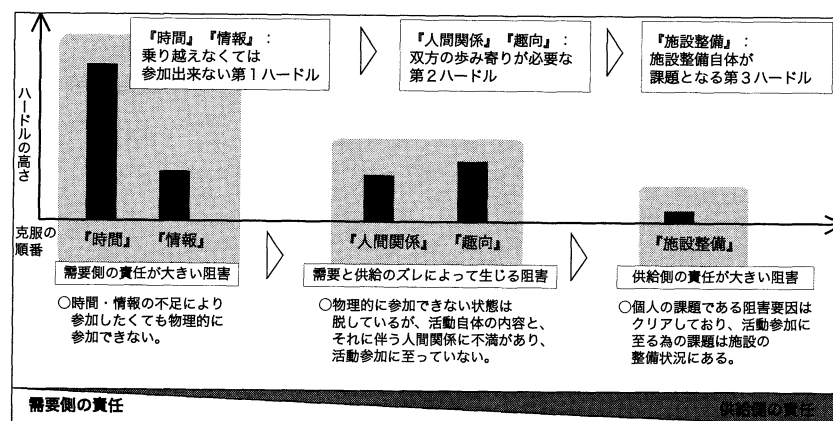 『時間』『情報』：
乗り越えなくては
参加出来ない第１ハードル
『人間関係』『趣向』：
双方の歩み寄りが必要な
第２ハードル
『施設整備』：
施設整備自体が
課題となる第３ハードル
ハードルの高さ
克服の
順番
『時間』
『情報』
『人間関係』
『趣向』
『施設整備』
需要側の責任が大きい阻害
需要と供給のズレによって生じる阻害
供給側の責任が大きい阻害
○時間・情報の不足により
参加したくても物理的に
参加できない。
○物理的に参加できない状態は
脱しているが、活動自体の内容と、
それに伴う人間関係に不満があり、
活動参加に至っていない。
○個人の課題である阻害要因は
クリアしており、活動参加に
至る為の課題は施設の
整備状況にある。
需要側の責任
供給側の責任